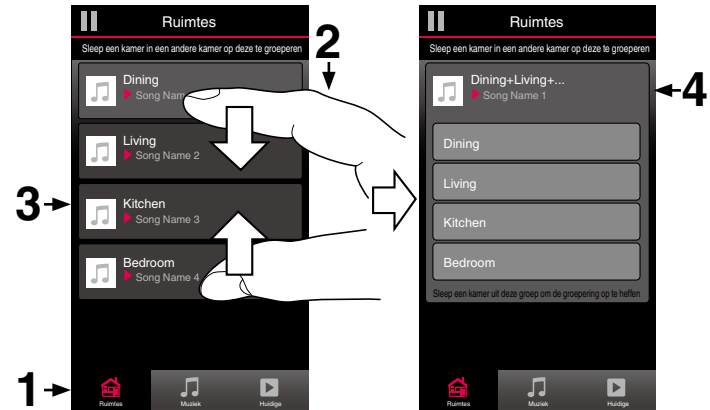 Ruimtes
Sleep een kamer in een andere kamer op deze te groeperen
2
Dining
Song Nam
Living
Song Name 2
3
Kitchen
Song Name 3
Bedroom
Song Name 4
1
Ruimtes
Muziek
Huidige
Ruimtes
Sleep een kamer in een andere kamer op deze te groeperen
Dining+Living+...
Song Name 1
4
Dining
Living
Kitchen
Bedroom
Sleep een kamer uit deze groep om de groepering op te heffen
Ruimtes
Muziek
Huidige